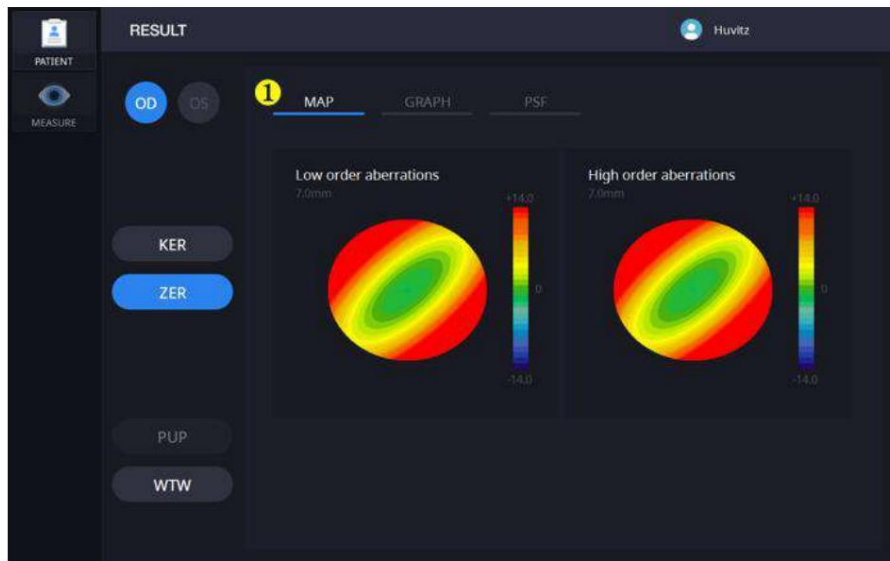 RESULT
Huvitz
PATIENT
MEASURE
OD
OS
1
MAP
GRAPH
PSF
KER
ZER
PUP
WTW
Low order aberrations
7.0mm
+14.0
0
-14.0
High order aberrations
7.0mm
+14.0
0
-14.0